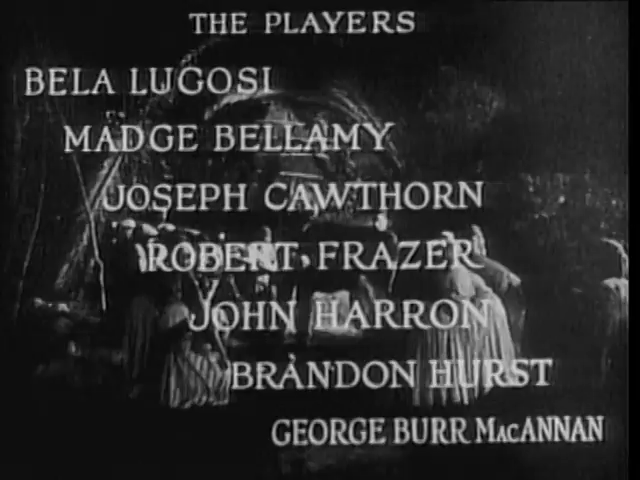 THE PLAYERS
BELA LUGOSI
MADGE BELLAMY
JOSEPH CAWTHORN
ROBERT FRAZER
JOHN HARRON
BRANDON HURST
GEORGE BURR MACANNAN